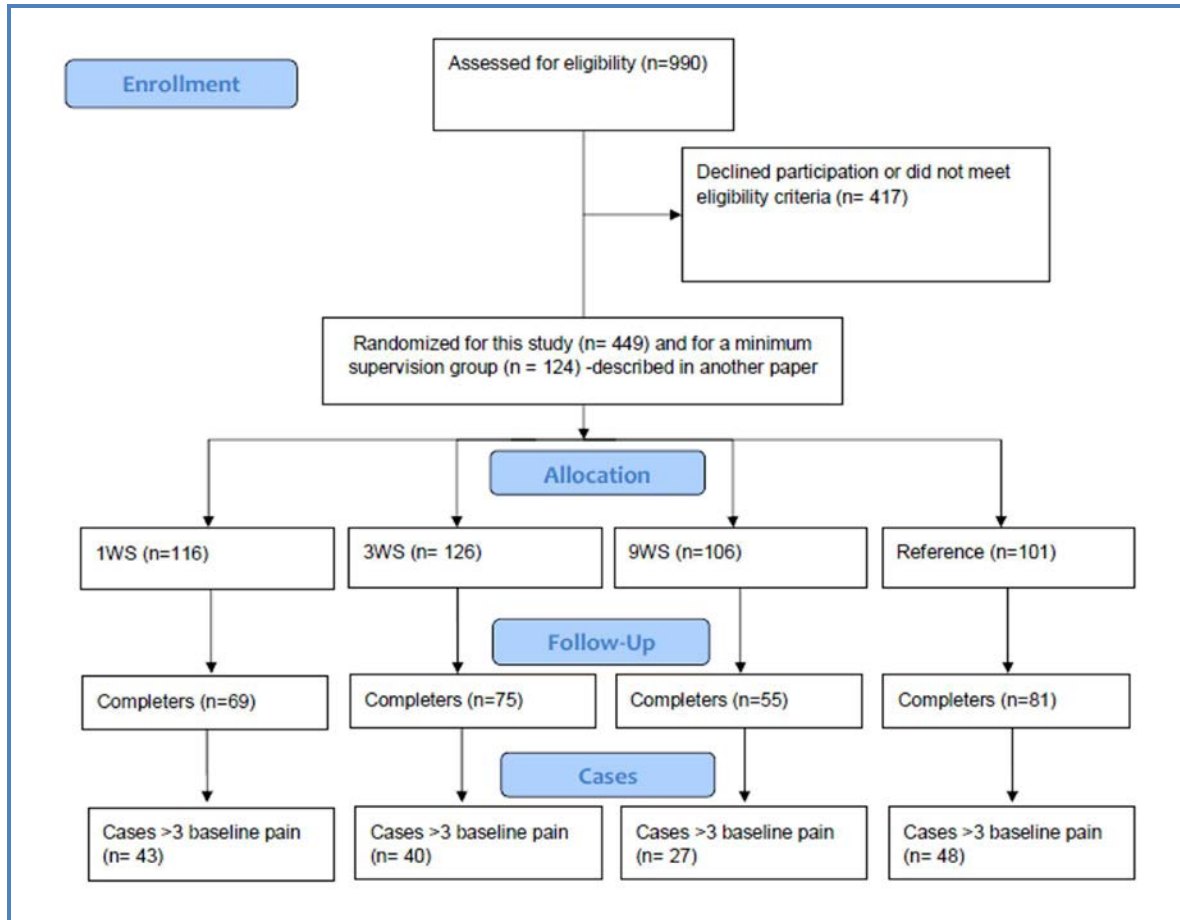 Enrollment
Assessed for eligibility (n=990)
Declined participation or did not meet
eligibility criteria (n= 417)
Randomized for this study (n= 449) and for a minimum
supervision group (n = 124) -described in another paper
Allocation
1WS (n=116)
3WS (n= 126)
9WS (n=106)
Reference (n=101)
Follow-Up
Completers (n=69)
Completers (n=75)
Completers (n=55)
Completers (n=81)
Cases
Cases >3 baseline pain
(n= 43)
Cases >3 baseline pain
(n= 40)
Cases >3 baseline pain
(n= 27)
Cases >3 baseline pain
(n= 48)